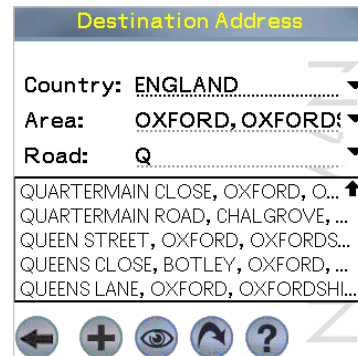 Destination Address
Country: ENGLAND
Area: OXFORD, OXFORDS
Road: Q
QUARTERMAIN CLOSE, OXFORD, O...
QUARTERMAIN ROAD, CHALGROVE, ...
QUEEN STREET, OXFORD, OXFORDS...
QUEENS CLOSE, BOTLEY, OXFORD, ...
QUEENS LANE, OXFORD, OXFORDSHI...
?